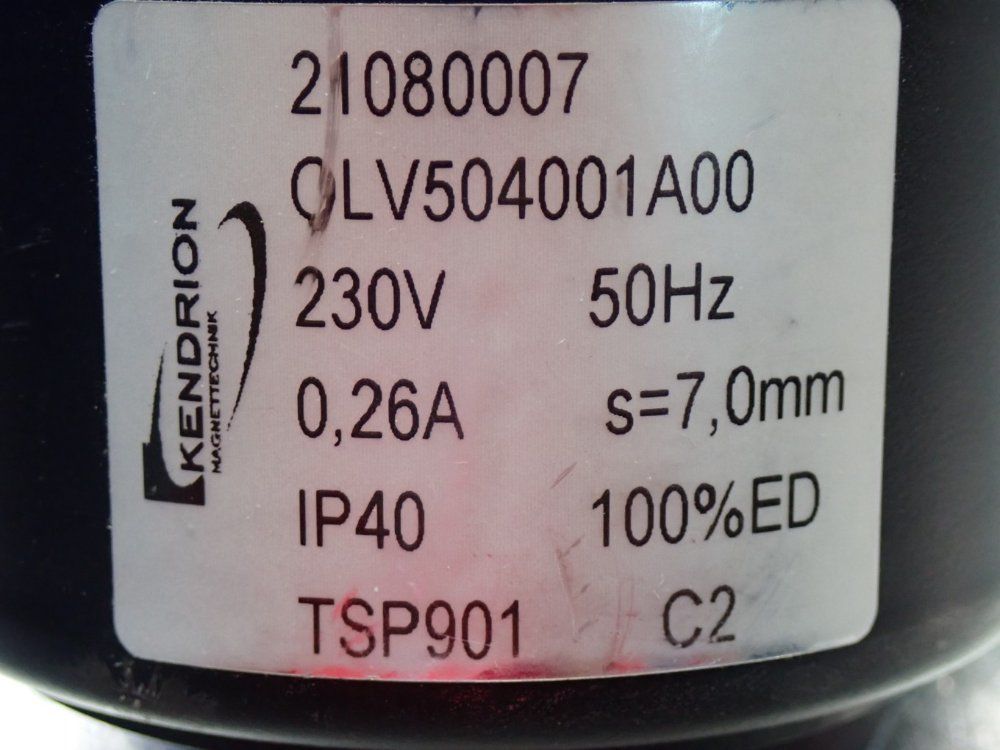 21080007
OLV504001A00
230V 50Hz
0,26A s=7,0mm
IP40 100%ED
TSP901 C2
KENDRION
MAGNETTECHNIK